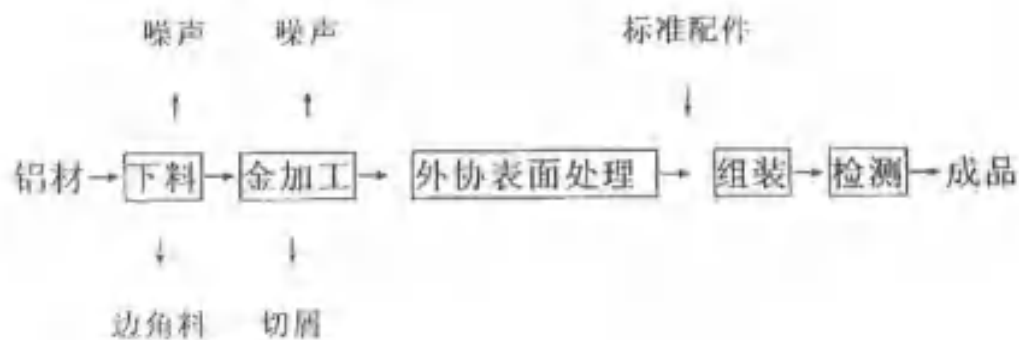 噪声 噪声 标准配件
铝材 下料 金加工 外协表面处理 组装 检测 成品
边角料 切屑